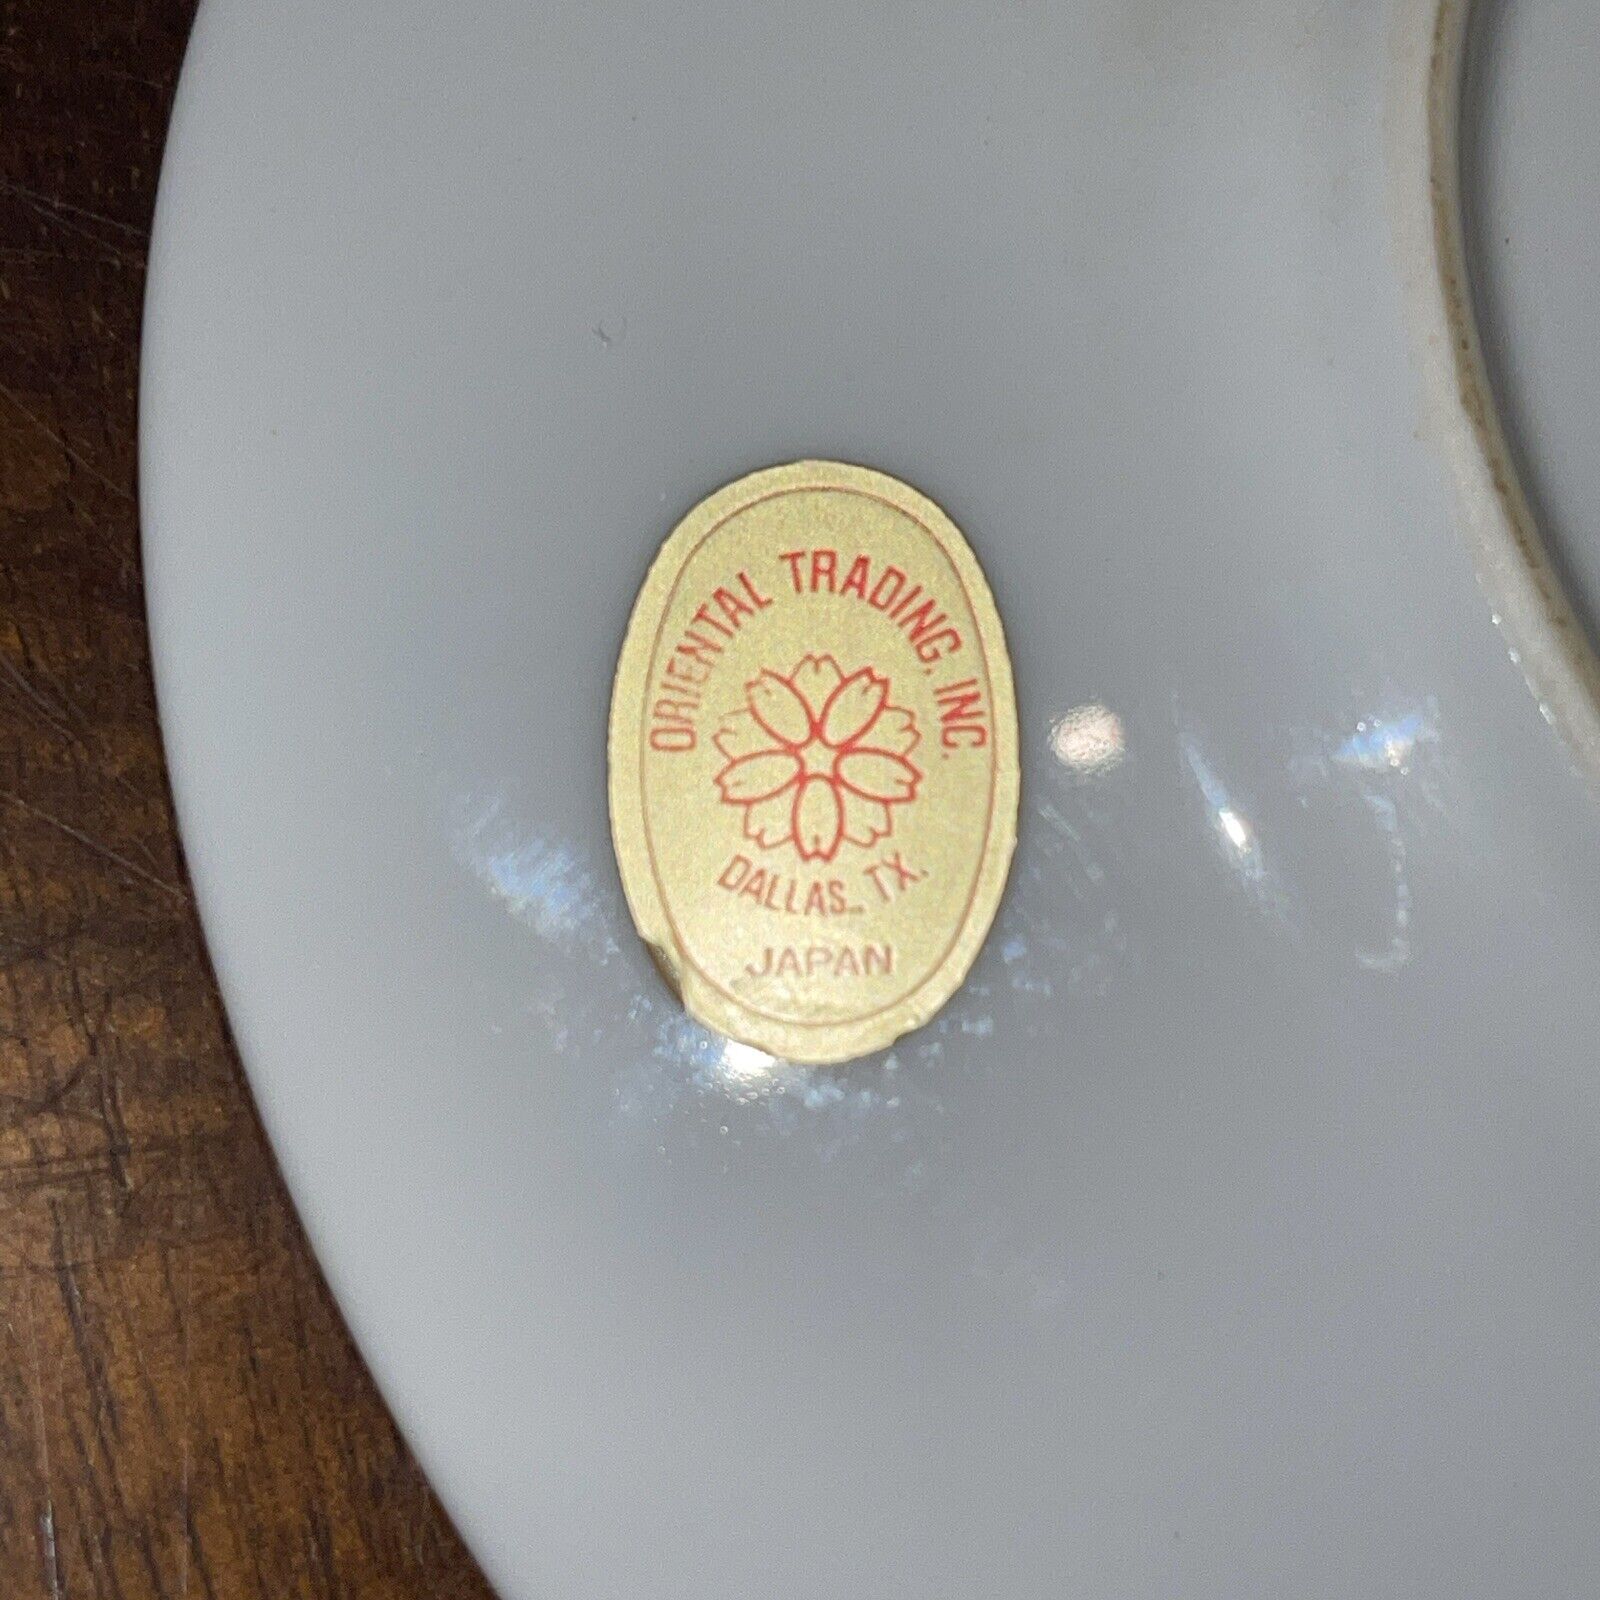 ORIENTAL TRADING, INC.
DALLAS, TX.
JAPAN